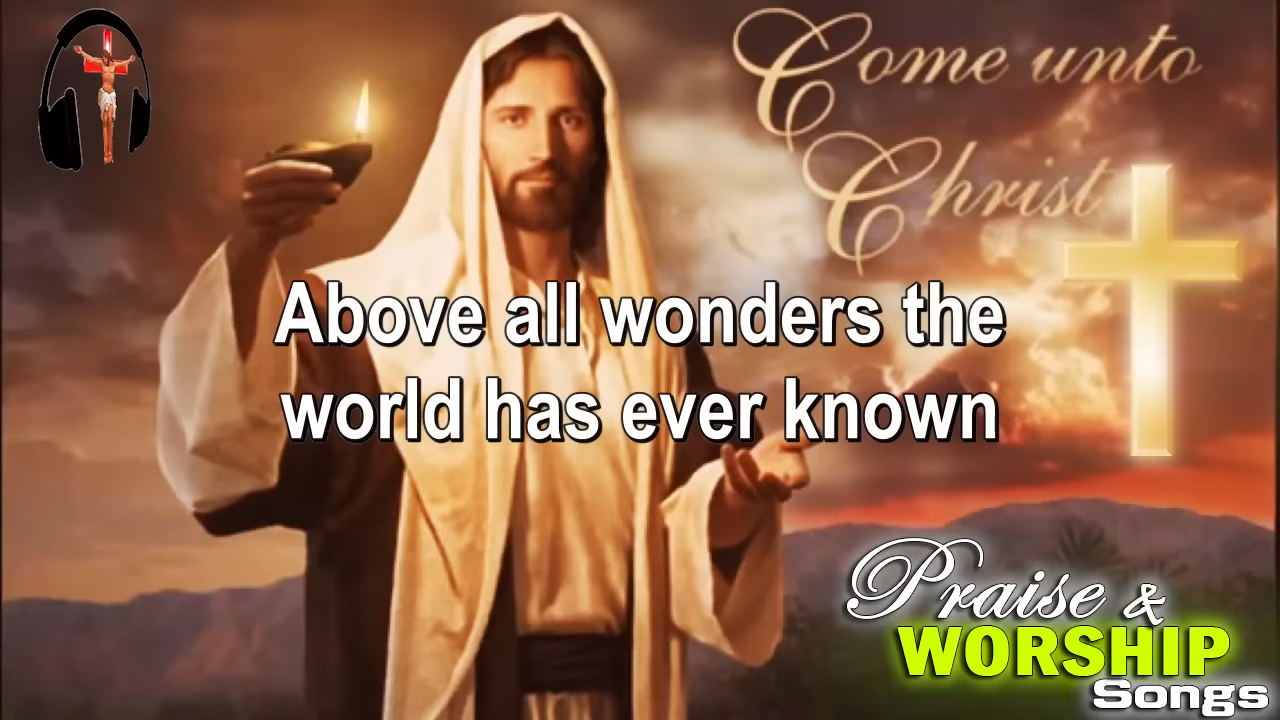 Come unto
Christ
Above all wonders the
world has ever known
Praise &
WORSHIP
Songs